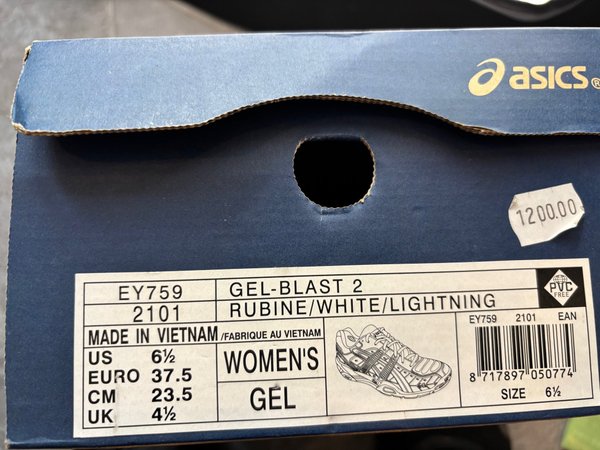 asics®
1200.00
EY759 GEL-BLAST 2
2101 RUBINE/WHITE/LIGHTNING
MADE IN VIETNAM /FABRIQUE AU VIETNAM
US 6½
EURO 37.5
CM 23.5
UK 4½
WOMEN'S
GEL
PVC
FREE
EY759 2101 EAN
8 717897 050774
SIZE 6½